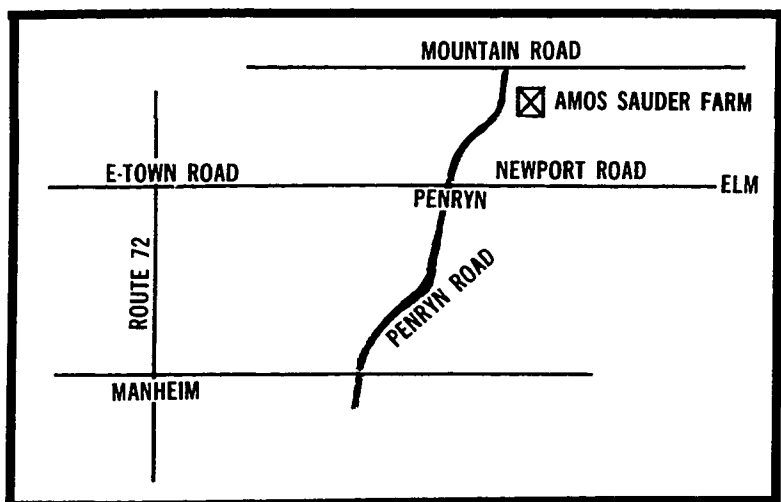 MOUNTAIN ROAD
AMOS SAUDER FARM
E-TOWN ROAD
NEWPORT ROAD
ELM
PENRYN
ROUTE 72
PENRYN ROAD
MANHEIM